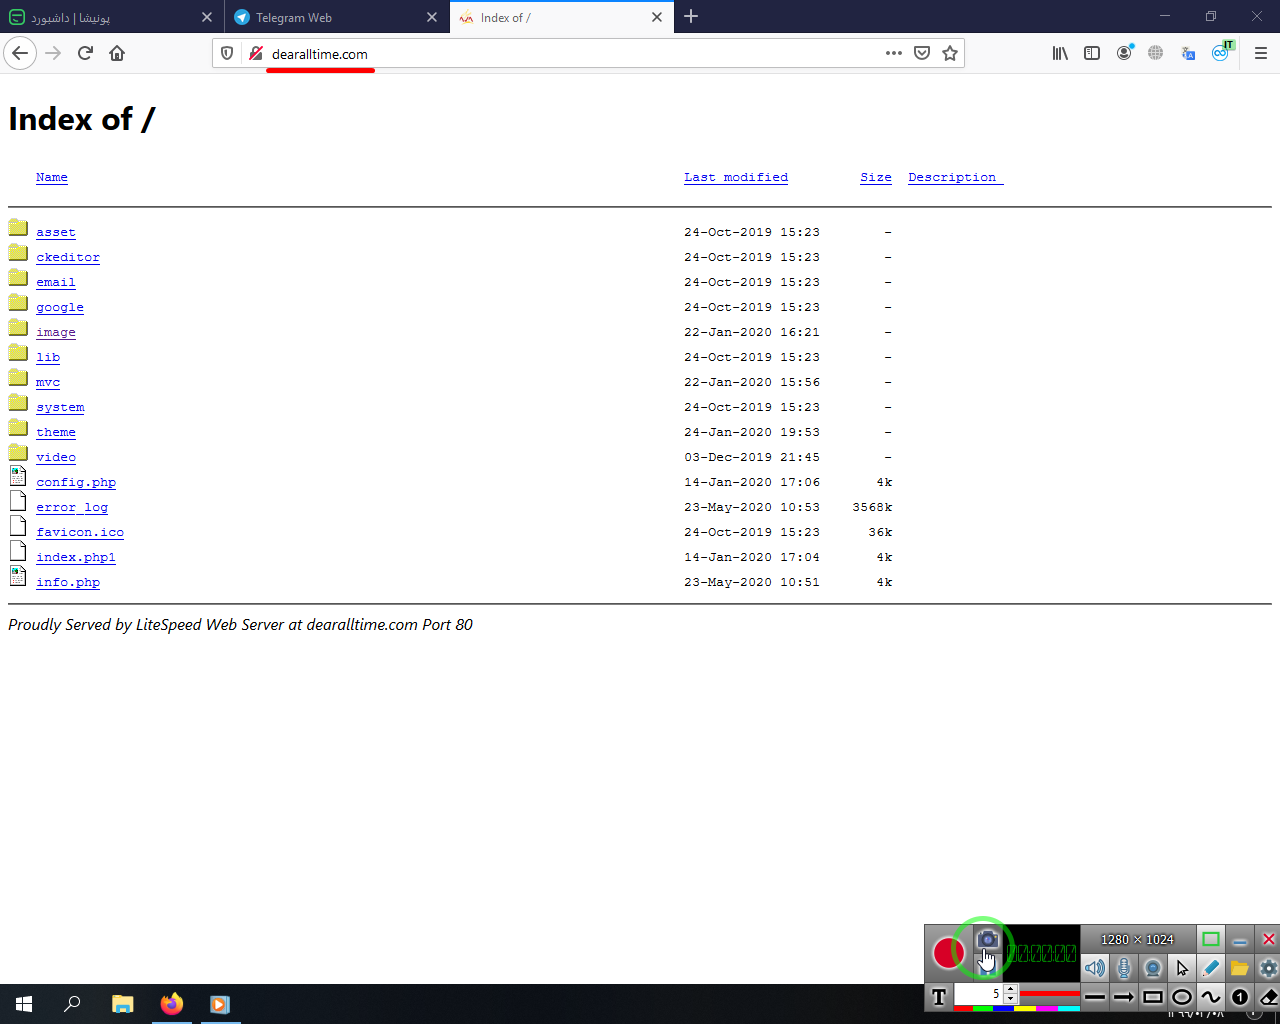 پونیشا | داشبورد
Telegram Web
Index of /
dearalltime.com
IT
Index of /
Name Last modified Size Description
asset 24-Oct-2019 15:23 -
ckeditor 24-Oct-2019 15:23 -
email 24-Oct-2019 15:23 -
google 24-Oct-2019 15:23 -
image 22-Jan-2020 16:21 -
lib 24-Oct-2019 15:23 -
mvc 22-Jan-2020 15:56 -
system 24-Oct-2019 15:23 -
theme 24-Jan-2020 19:53 -
video 03-Dec-2019 21:45 -
config.php 14-Jan-2020 17:06 4k
error_log 23-May-2020 10:53 3568k
favicon.ico 24-Oct-2019 15:23 36k
index.php1 14-Jan-2020 17:04 4k
info.php 23-May-2020 10:51 4k
Proudly Served by LiteSpeed Web Server at dearalltime.com Port 80
1280 × 1024
T 5 1